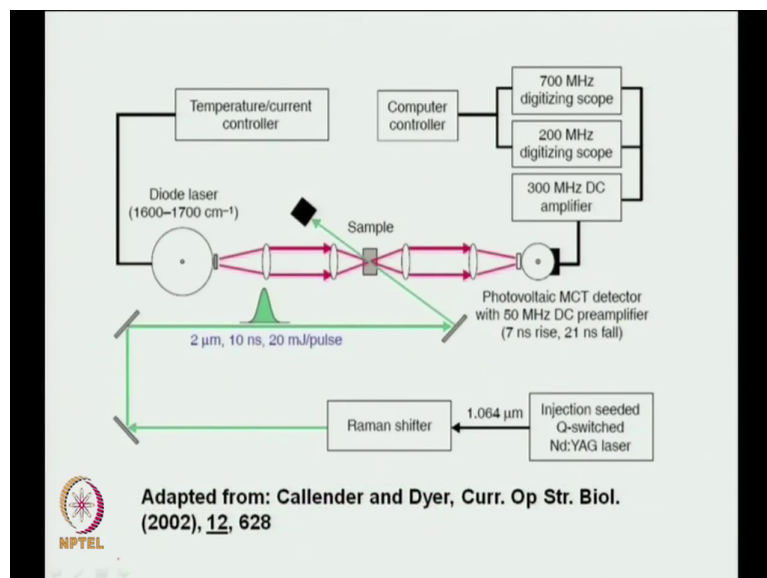 Temperature/current
controller
Computer
controller
700 MHz
digitizing scope
200 MHz
digitizing scope
300 MHz DC
amplifier
Diode laser
(1600–1700 cm⁻¹)
Sample
Photovoltaic MCT detector
with 50 MHz DC preamplifier
(7 ns rise, 21 ns fall)
2 μm, 10 ns, 20 mJ/pulse
Raman shifter
1.064 μm
Injection seeded
Q-switched
Nd:YAG laser
Adapted from: Callender and Dyer, Curr. Op Str. Biol.
(2002), 12, 628
NPTEL